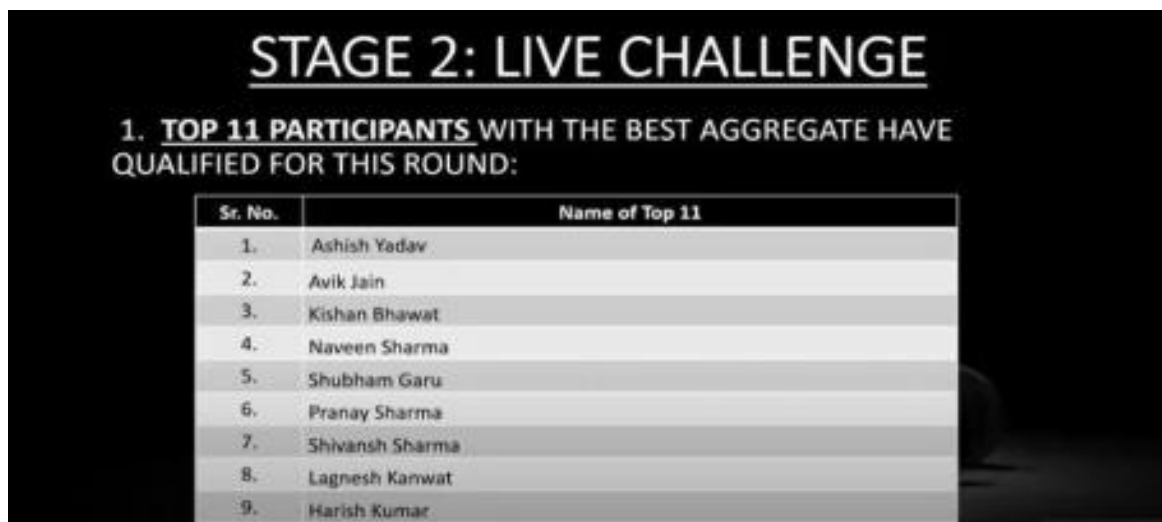 STAGE 2: LIVE CHALLENGE
1. TOP 11 PARTICIPANTS WITH THE BEST AGGREGATE HAVE
QUALIFIED FOR THIS ROUND:
Sr. No. Name of Top 11
1. Ashish Yadav
2. Avik Jain
3. Kishan Bhawat
4. Naveen Sharma
5. Shubham Garu
6. Pranay Sharma
7. Shivansh Sharma
8. Lagnesh Kanwat
9. Harish Kumar